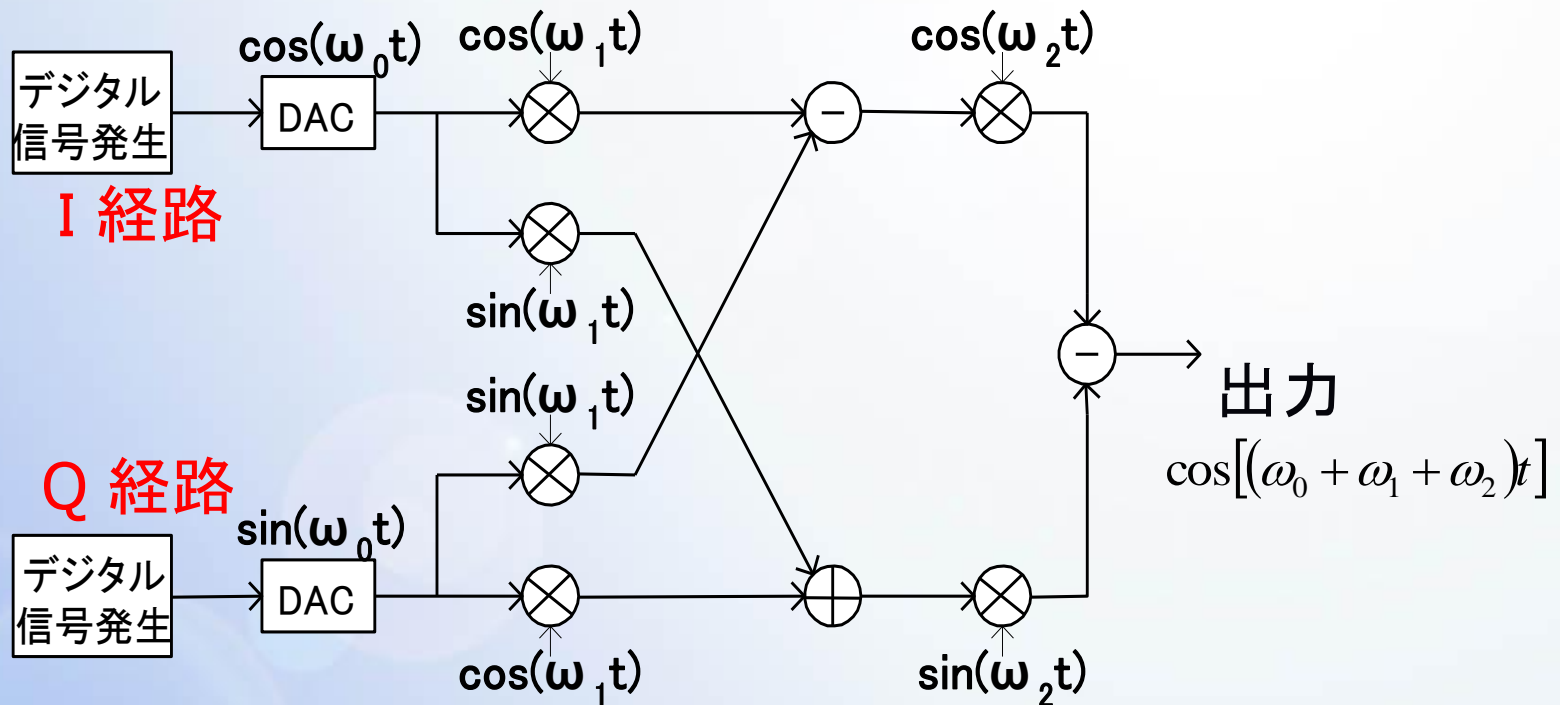 cos(ω₀t)
cos(ω₁t)
cos(ω₂t)
デジタル
信号発生
DAC
−
I 経路
sin(ω₁t)
−
出力
cos[(ω₀ + ω₁ + ω₂)t]
sin(ω₁t)
Q 経路
sin(ω₀t)
デジタル
信号発生
DAC
cos(ω₁t)
sin(ω₂t)